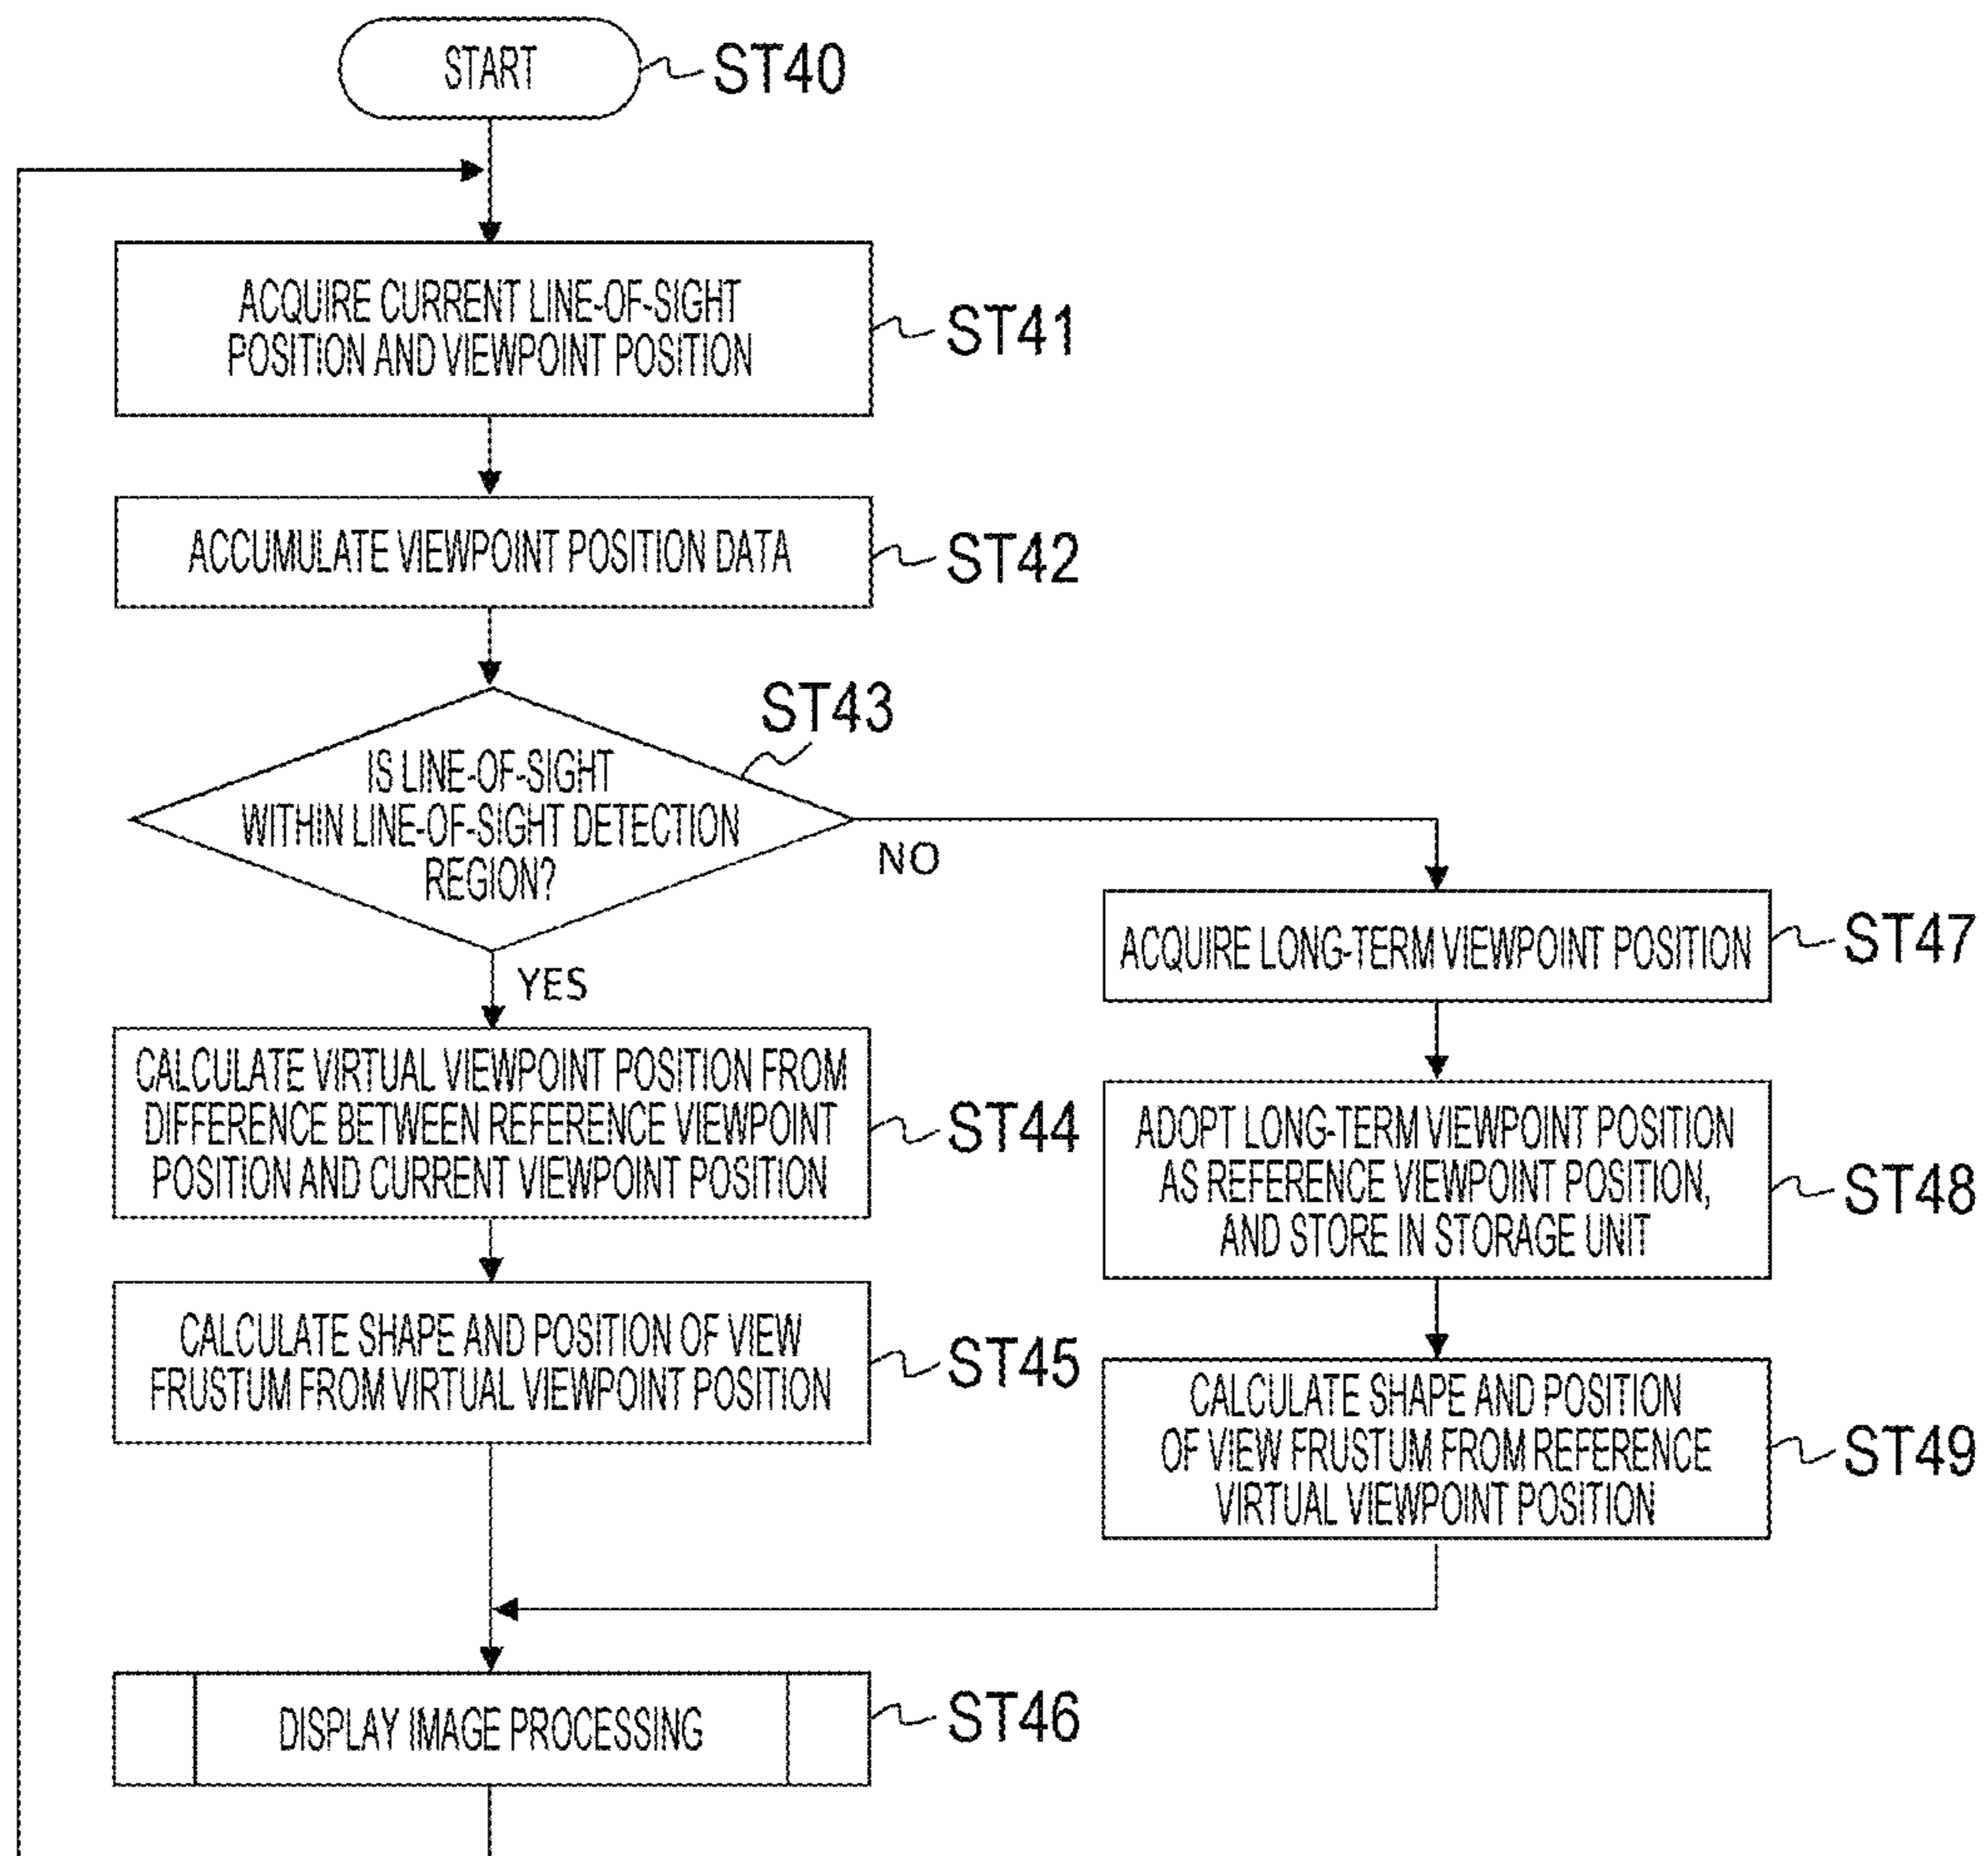 START
ST40
ACQUIRE CURRENT LINE-OF-SIGHT
POSITION AND VIEWPOINT POSITION
ST41
ACCUMULATE VIEWPOINT POSITION DATA
ST42
ST43
IS LINE-OF-SIGHT
WITHIN LINE-OF-SIGHT DETECTION
REGION?
NO
YES
CALCULATE VIRTUAL VIEWPOINT POSITION FROM
DIFFERENCE BETWEEN REFERENCE VIEWPOINT
POSITION AND CURRENT VIEWPOINT POSITION
ST44
CALCULATE SHAPE AND POSITION OF VIEW
FRUSTUM FROM VIRTUAL VIEWPOINT POSITION
ST45
ACQUIRE LONG-TERM VIEWPOINT POSITION
ST47
ADOPT LONG-TERM VIEWPOINT POSITION
AS REFERENCE VIEWPOINT POSITION,
AND STORE IN STORAGE UNIT
ST48
CALCULATE SHAPE AND POSITION
OF VIEW FRUSTUM FROM REFERENCE
VIRTUAL VIEWPOINT POSITION
ST49
DISPLAY IMAGE PROCESSING
ST46